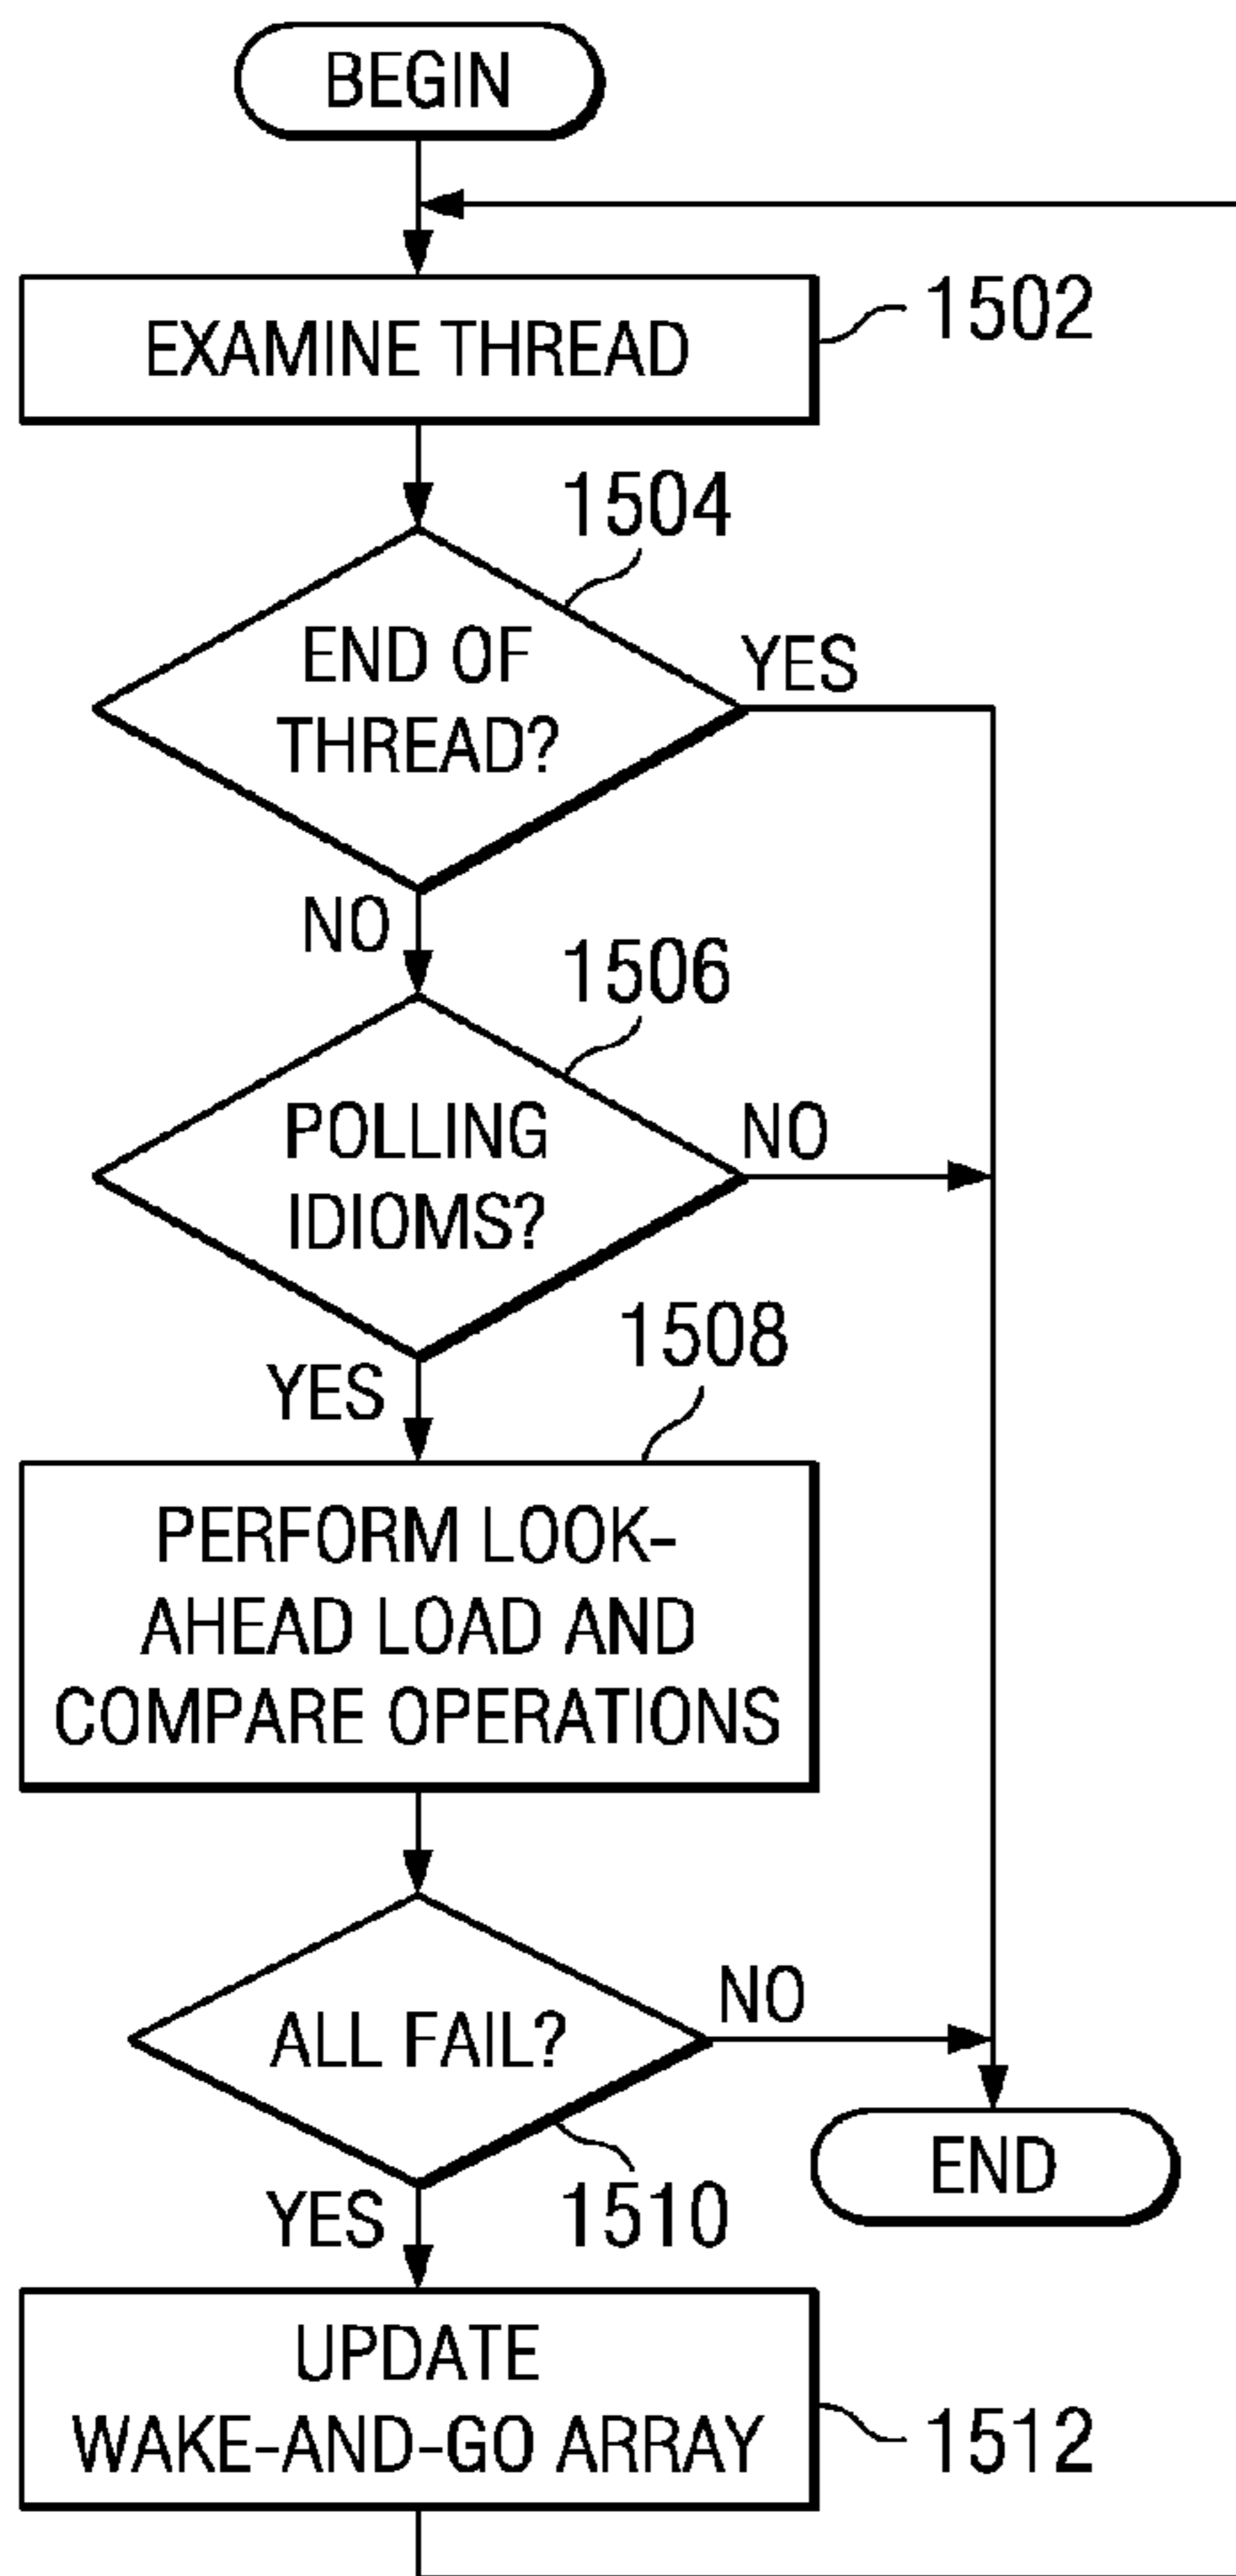 BEGIN
EXAMINE THREAD
1502
1504
END OF
THREAD?
YES
NO
1506
POLLING
IDIOMS?
NO
YES
1508
PERFORM LOOK-
AHEAD LOAD AND
COMPARE OPERATIONS
ALL FAIL?
NO
YES
1510
END
UPDATE
WAKE-AND-GO ARRAY
1512